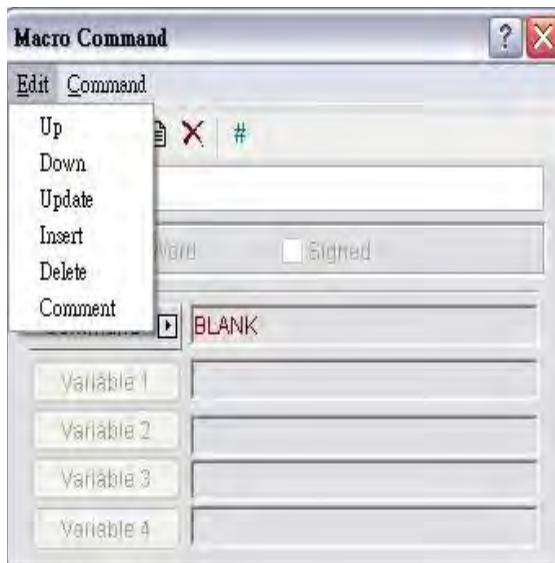 Macro Command
Edit Command
Up
Down
Update
Insert
Delete
Comment
#
Signed
BLANK
Variable 1
Variable 2
Variable 3
Variable 4